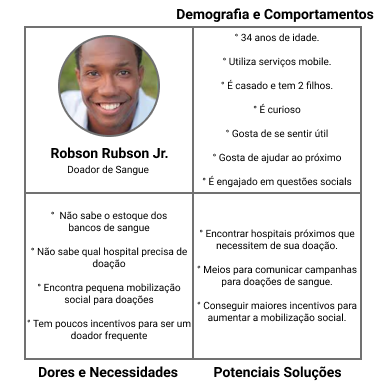 Demografia e Comportamentos
° 34 anos de idade.
° Utiliza serviços mobile.
° É casado e tem 2 filhos.
° É curioso
° Gosta de se sentir útil
° Gosta de ajudar ao próximo
° É engajado em questões socials
Robson Rubson Jr.
Doador de Sangue
° Não sabe o estoque dos
bancos de sangue
° Não sabe qual hospital precisa de
doação
° Encontra pequena mobilização
social para doações
° Tem poucos incentivos para ser um
doador frequente
° Encontrar hospitais próximos que
necessitem de sua doação.
° Meios para comunicar campanhas
para doações de sangue.
° Conseguir maiores incentivos para
aumentar a mobilização social.
Dores e Necessidades
Potenciais Soluções